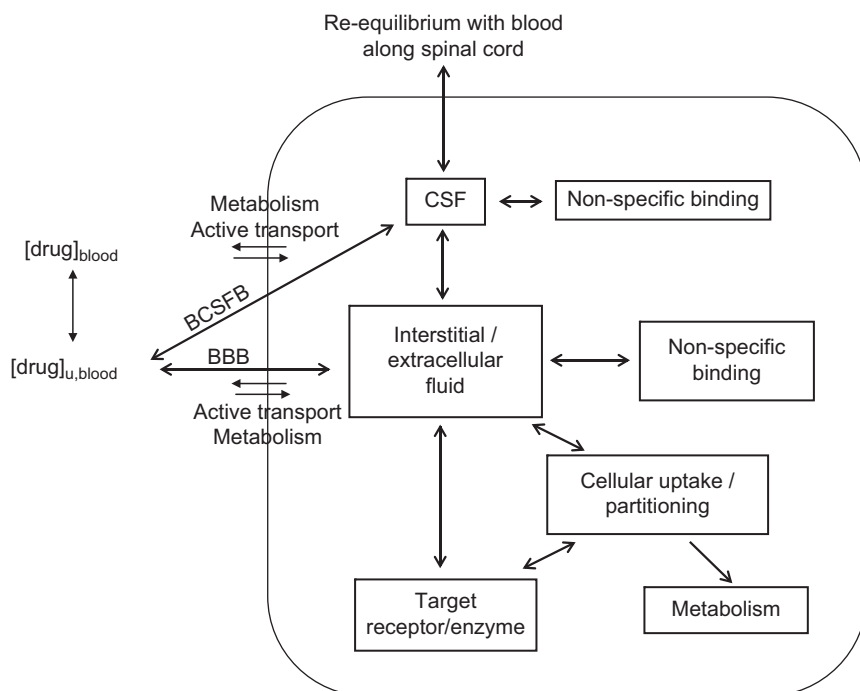 Re-equilibrium with blood
along spinal cord
CSF
Non-specific binding
Metabolism
Active transport
[drug]blood
BCSFB
[drug]u,blood
BBB
Active transport
Metabolism
Interstitial /
extracellular
fluid
Non-specific
binding
Cellular uptake /
partitioning
Target
receptor/enzyme
Metabolism